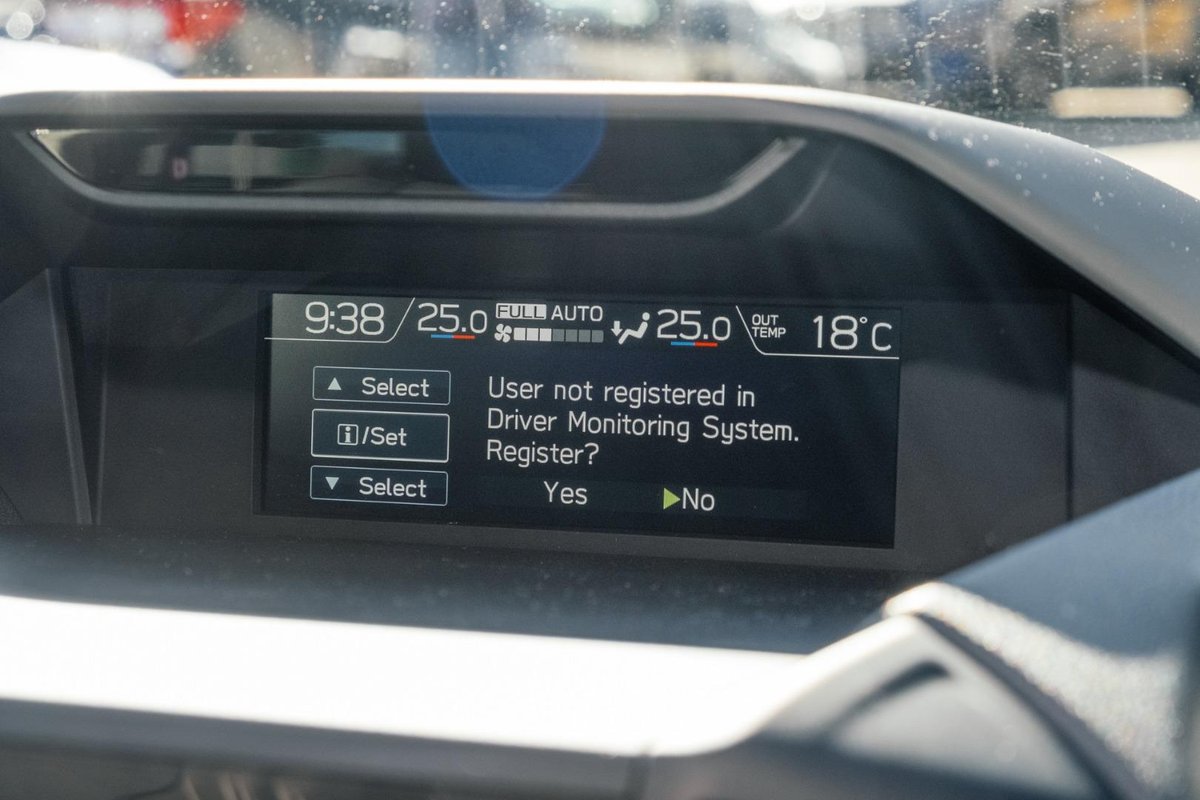 9:38 25.0 FULL AUTO 25.0 OUT TEMP 18°C
▲ Select
i/Set
▼ Select
User not registered in
Driver Monitoring System.
Register?
Yes ▶No